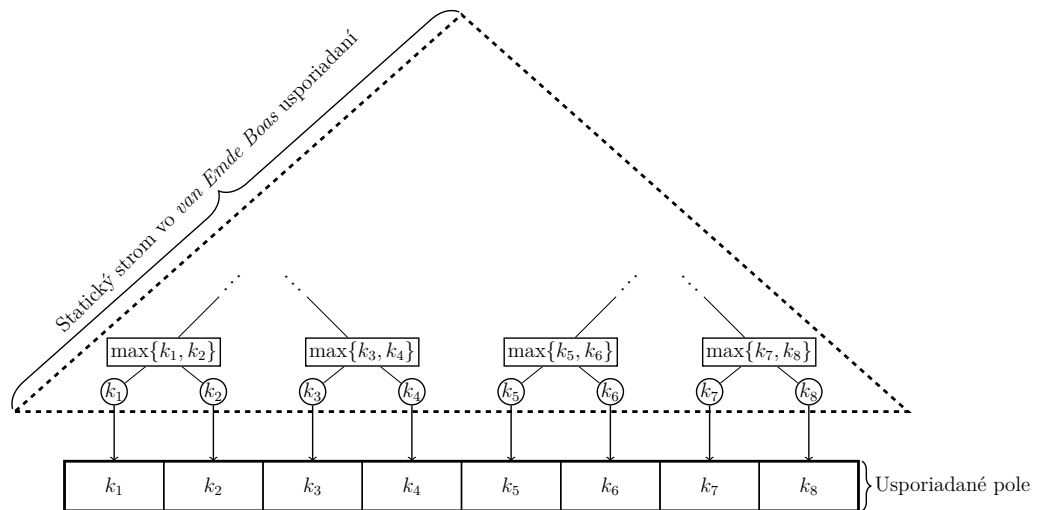 Statický strom vo van Emde Boas usporiadaní
max{k₁, k₂} max{k₃, k₄} max{k₅, k₆} max{k₇, k₈}
k₁ k₂ k₃ k₄ k₅ k₆ k₇ k₈
k₁ k₂ k₃ k₄ k₅ k₆ k₇ k₈ Usporiadané pole